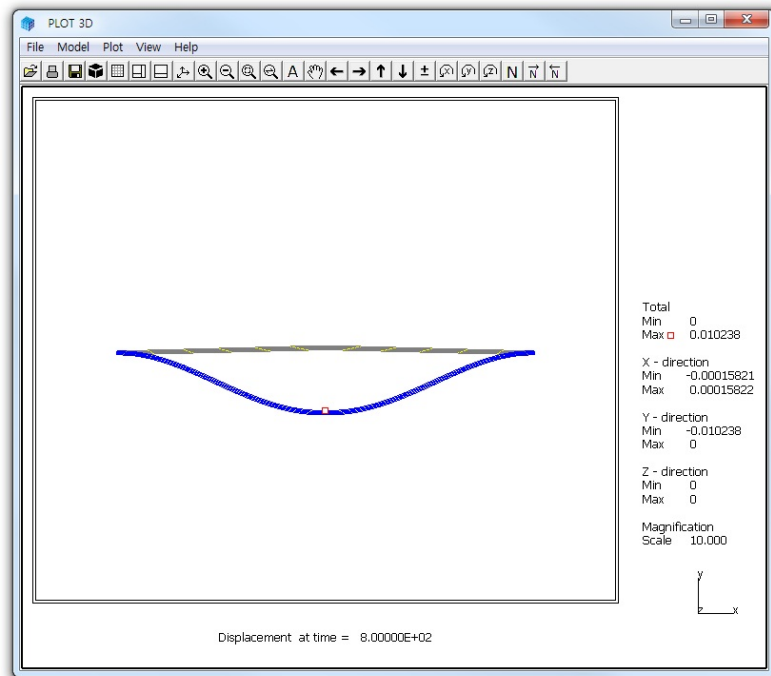 PLOT 3D
File Model Plot View Help
A ± x y z N N N
Total
Min 0
Max 0.010238
X - direction
Min -0.00015821
Max 0.00015822
Y - direction
Min -0.010238
Max 0
Z - direction
Min 0
Max 0
Magnification
Scale 10.000
y
z x
Displacement at time = 8.00000E+02